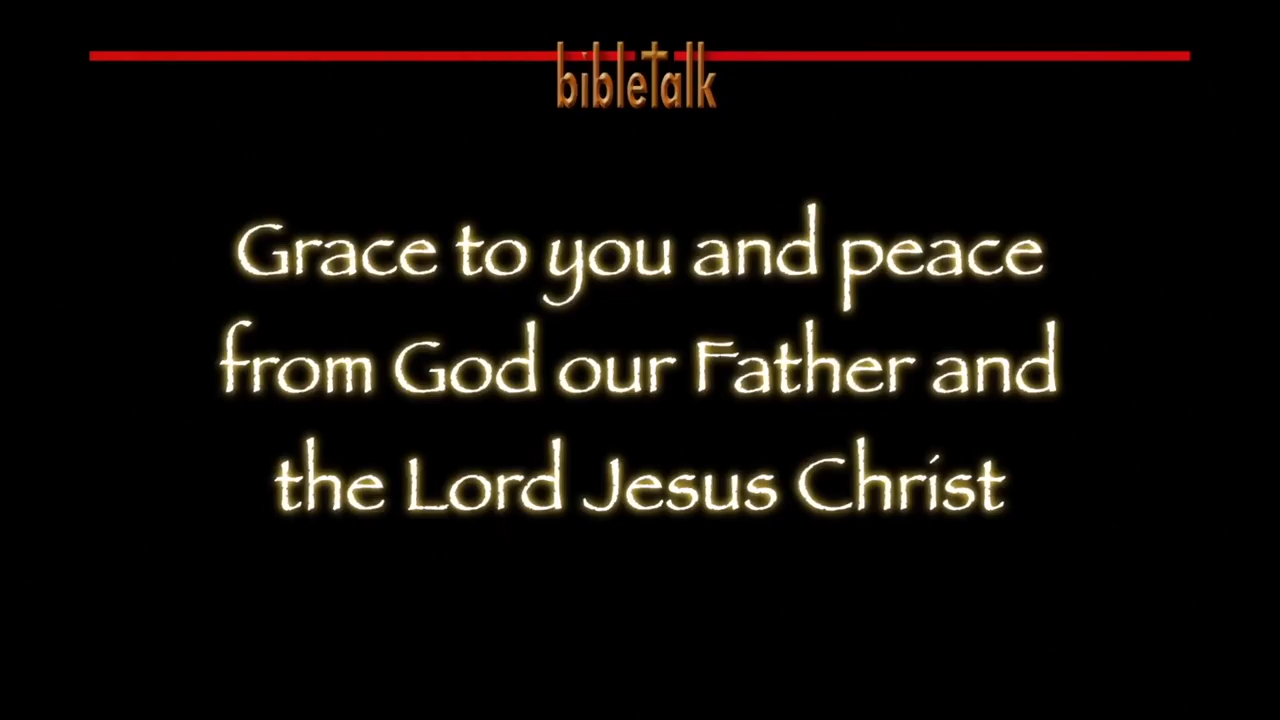 bibleTalk
Grace to you and peace
from God our Father and
the Lord Jesus Christ